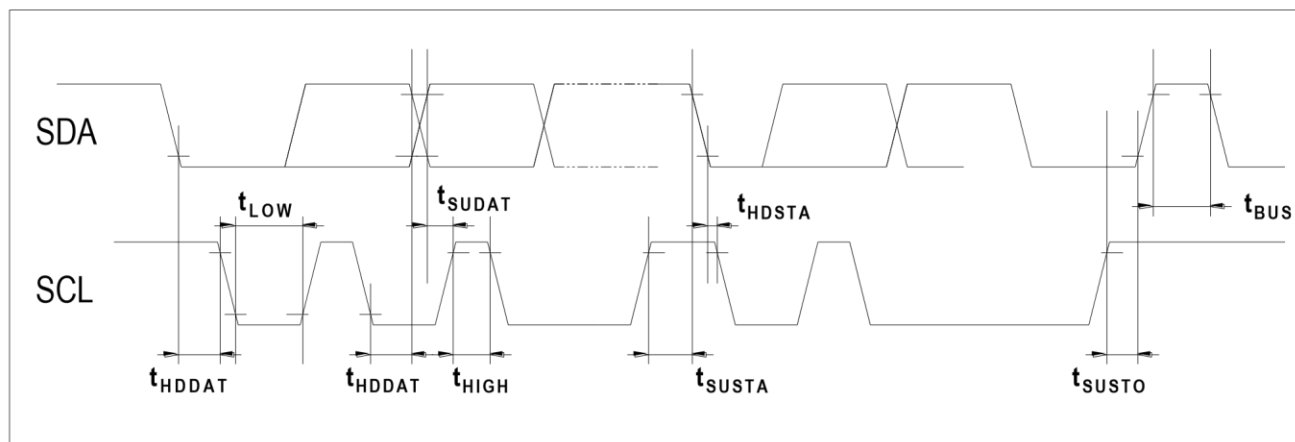 SDA
tLOW
tSUDAT
tHDSTA
tBUS
SCL
tHDDAT
tHDDAT
tHIGH
tSUSTA
tSUSTO